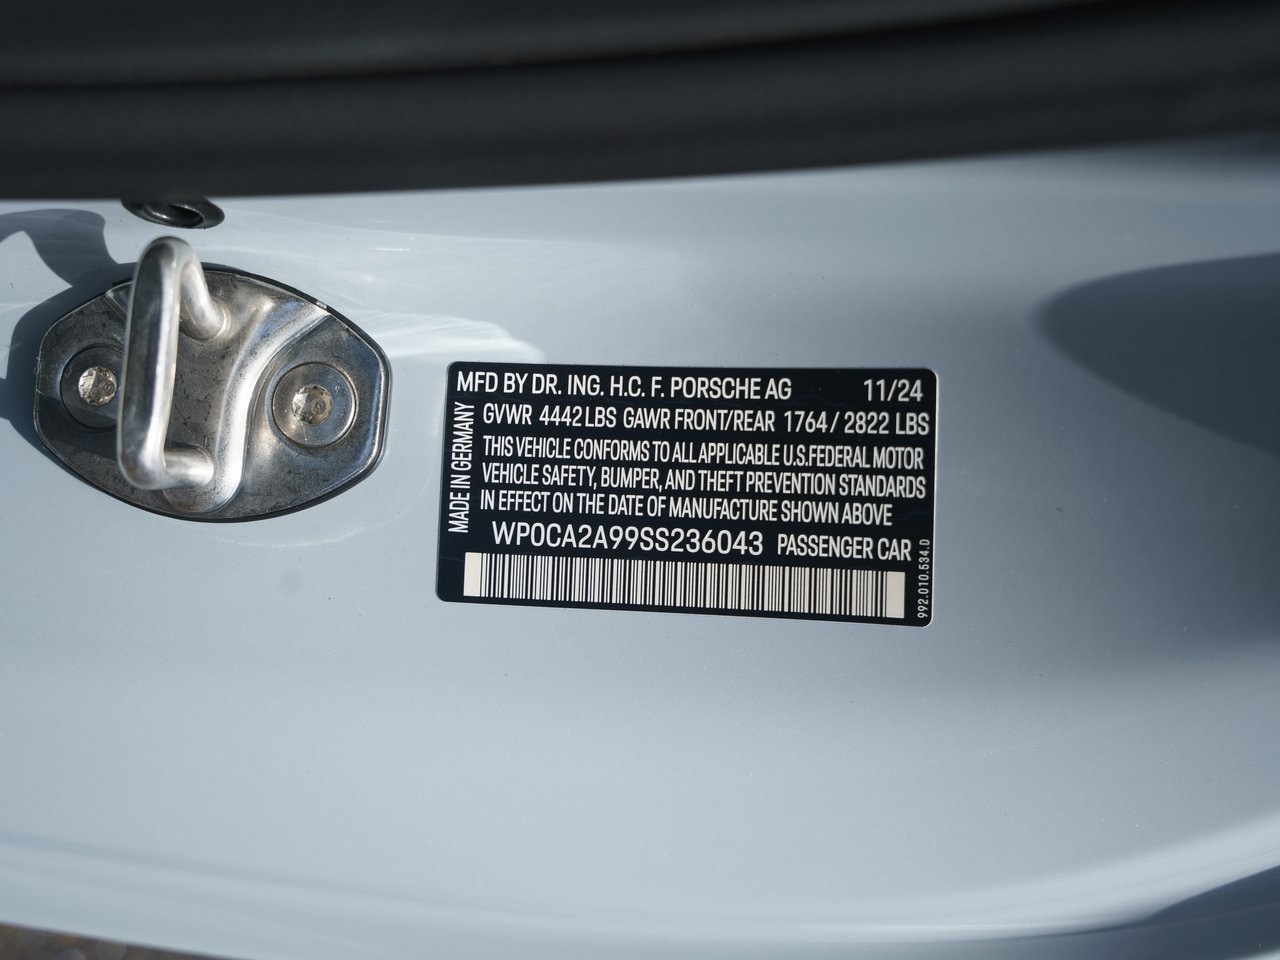 MFD BY DR. ING. H.C. F. PORSCHE AG 11/24
GVWR 4442 LBS GAWR FRONT/REAR 1764 / 2822 LBS
THIS VEHICLE CONFORMS TO ALL APPLICABLE U.S.FEDERAL MOTOR
VEHICLE SAFETY, BUMPER, AND THEFT PREVENTION STANDARDS
IN EFFECT ON THE DATE OF MANUFACTURE SHOWN ABOVE
WP0CA2A99SS236043 PASSENGER CAR
MADE IN GERMANY
992.010.534.0